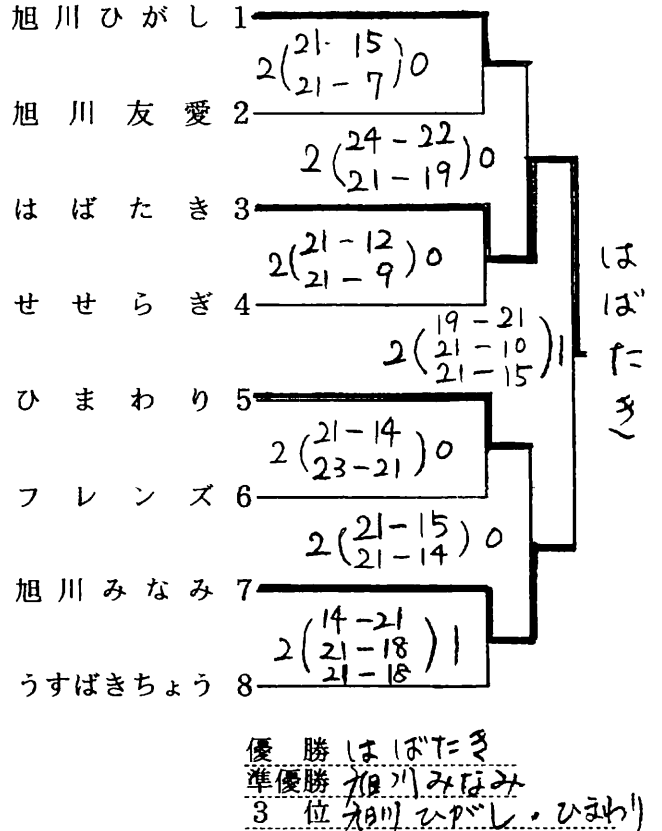 旭川ひがし 1
21-15
2( )0
21-7
旭川友愛 2
24-22
2( )0
21-19
はばたき 3
21-12
2( )0
21-9
せせらぎ 4
19-21
2(21-10)1
21-15
はばたき
ひまわり 5
21-14
2( )0
23-21
フレンズ 6
21-15
2( )0
21-14
旭川みなみ 7
14-21
2(21-18)1
21-18
うすばきちょう 8
優勝 はばたき
準優勝 旭川みなみ
3位 旭川ひがし・ひまわり